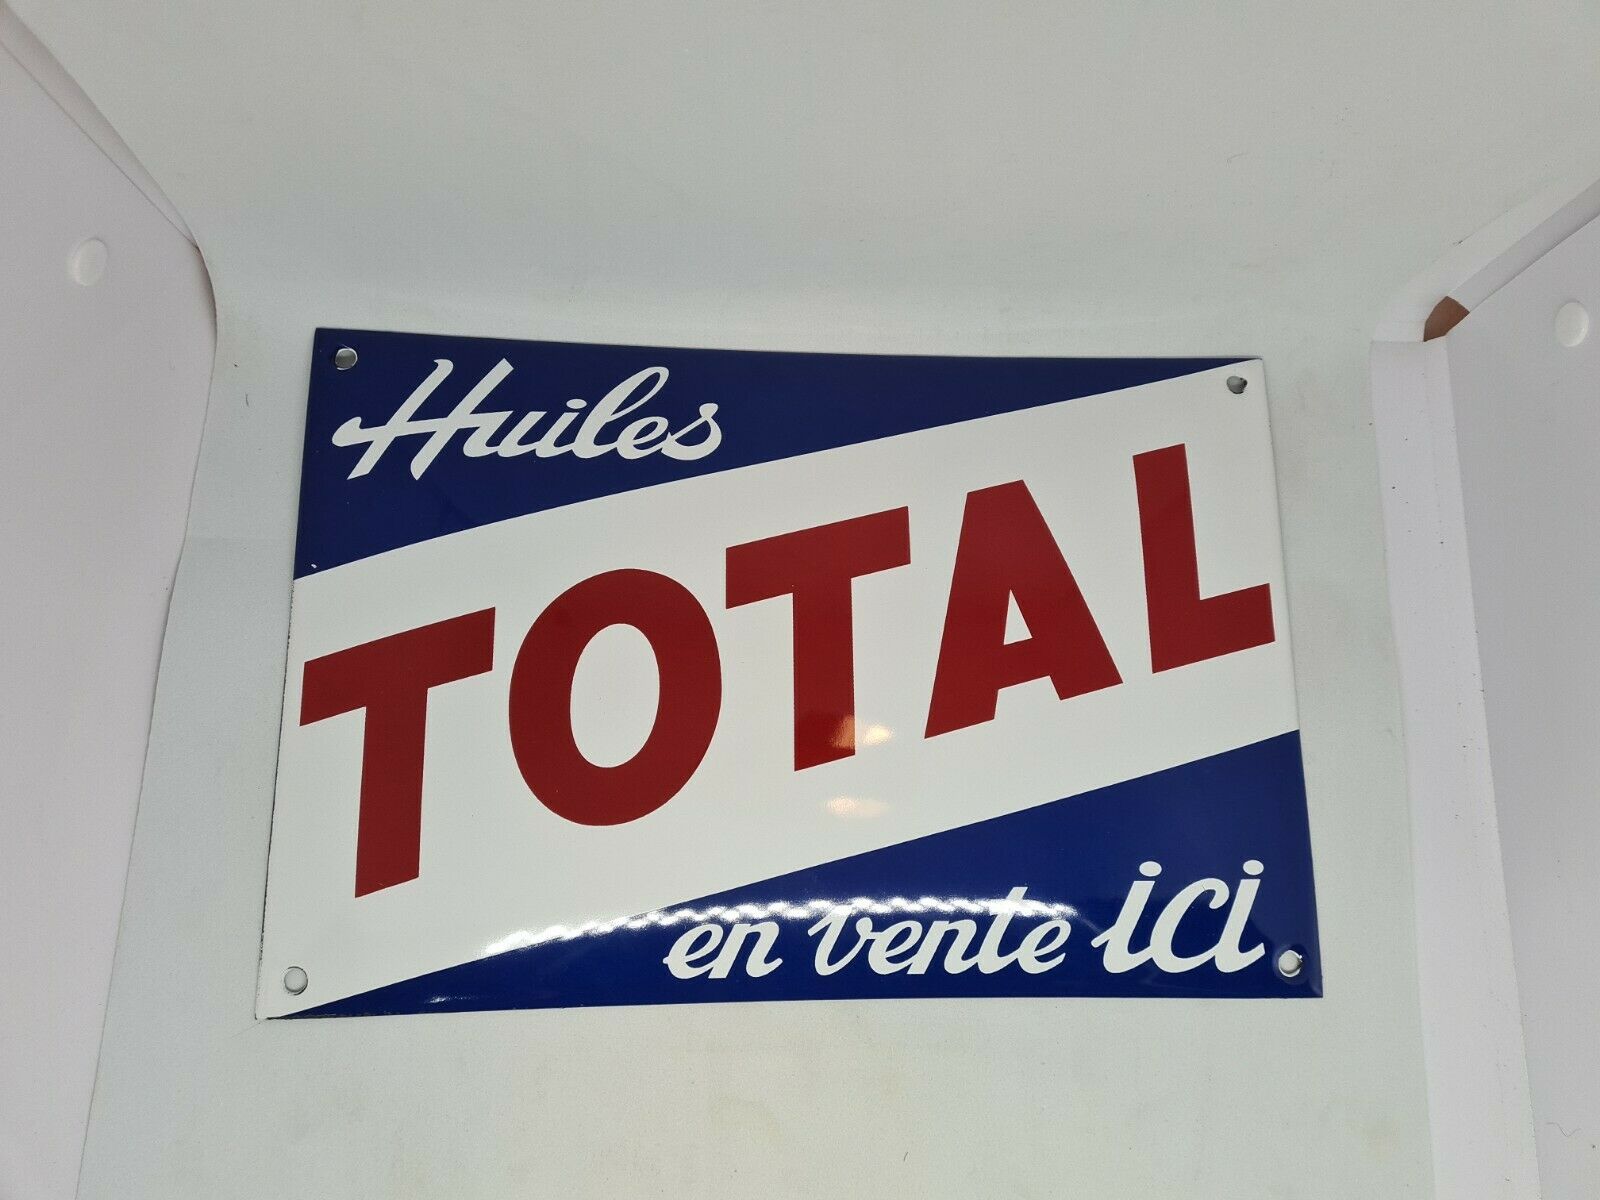 Huiles
TOTAL
en vente ici